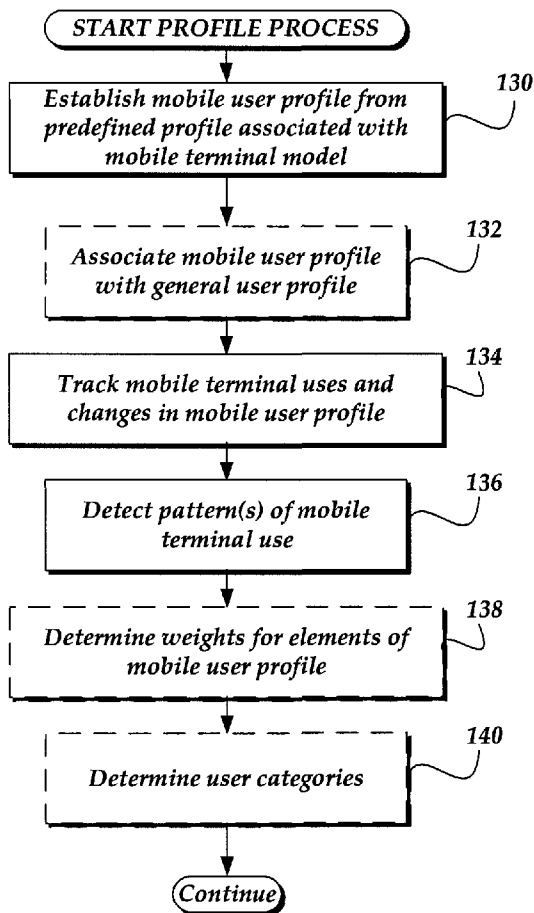 START PROFILE PROCESS
130
Establish mobile user profile from
predefined profile associated with
mobile terminal model
132
Associate mobile user profile
with general user profile
134
Track mobile terminal uses and
changes in mobile user profile
136
Detect pattern(s) of mobile
terminal use
138
Determine weights for elements of
mobile user profile
140
Determine user categories
Continue